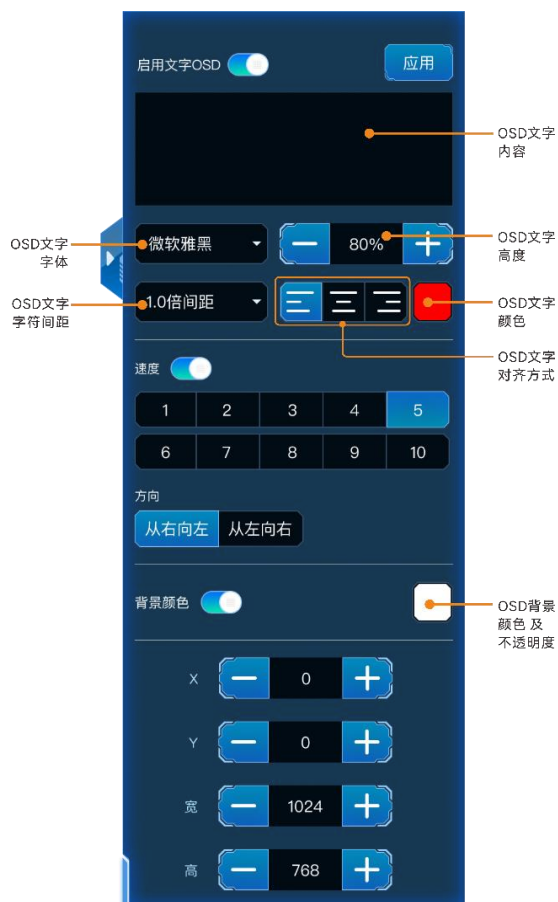 启用文字OSD
应用
OSD文字
内容
OSD文字
字体
微软雅黑
80%
OSD文字
高度
OSD文字
字符间距
1.0倍间距
OSD文字
颜色
OSD文字
对齐方式
速度
1 2 3 4 5
6 7 8 9 10
方向
从右向左 从左向右
背景颜色
OSD背景
颜色 及
不透明度
X 0
Y 0
宽 1024
高 768